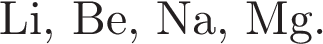 Li, Be, Na, Mg.